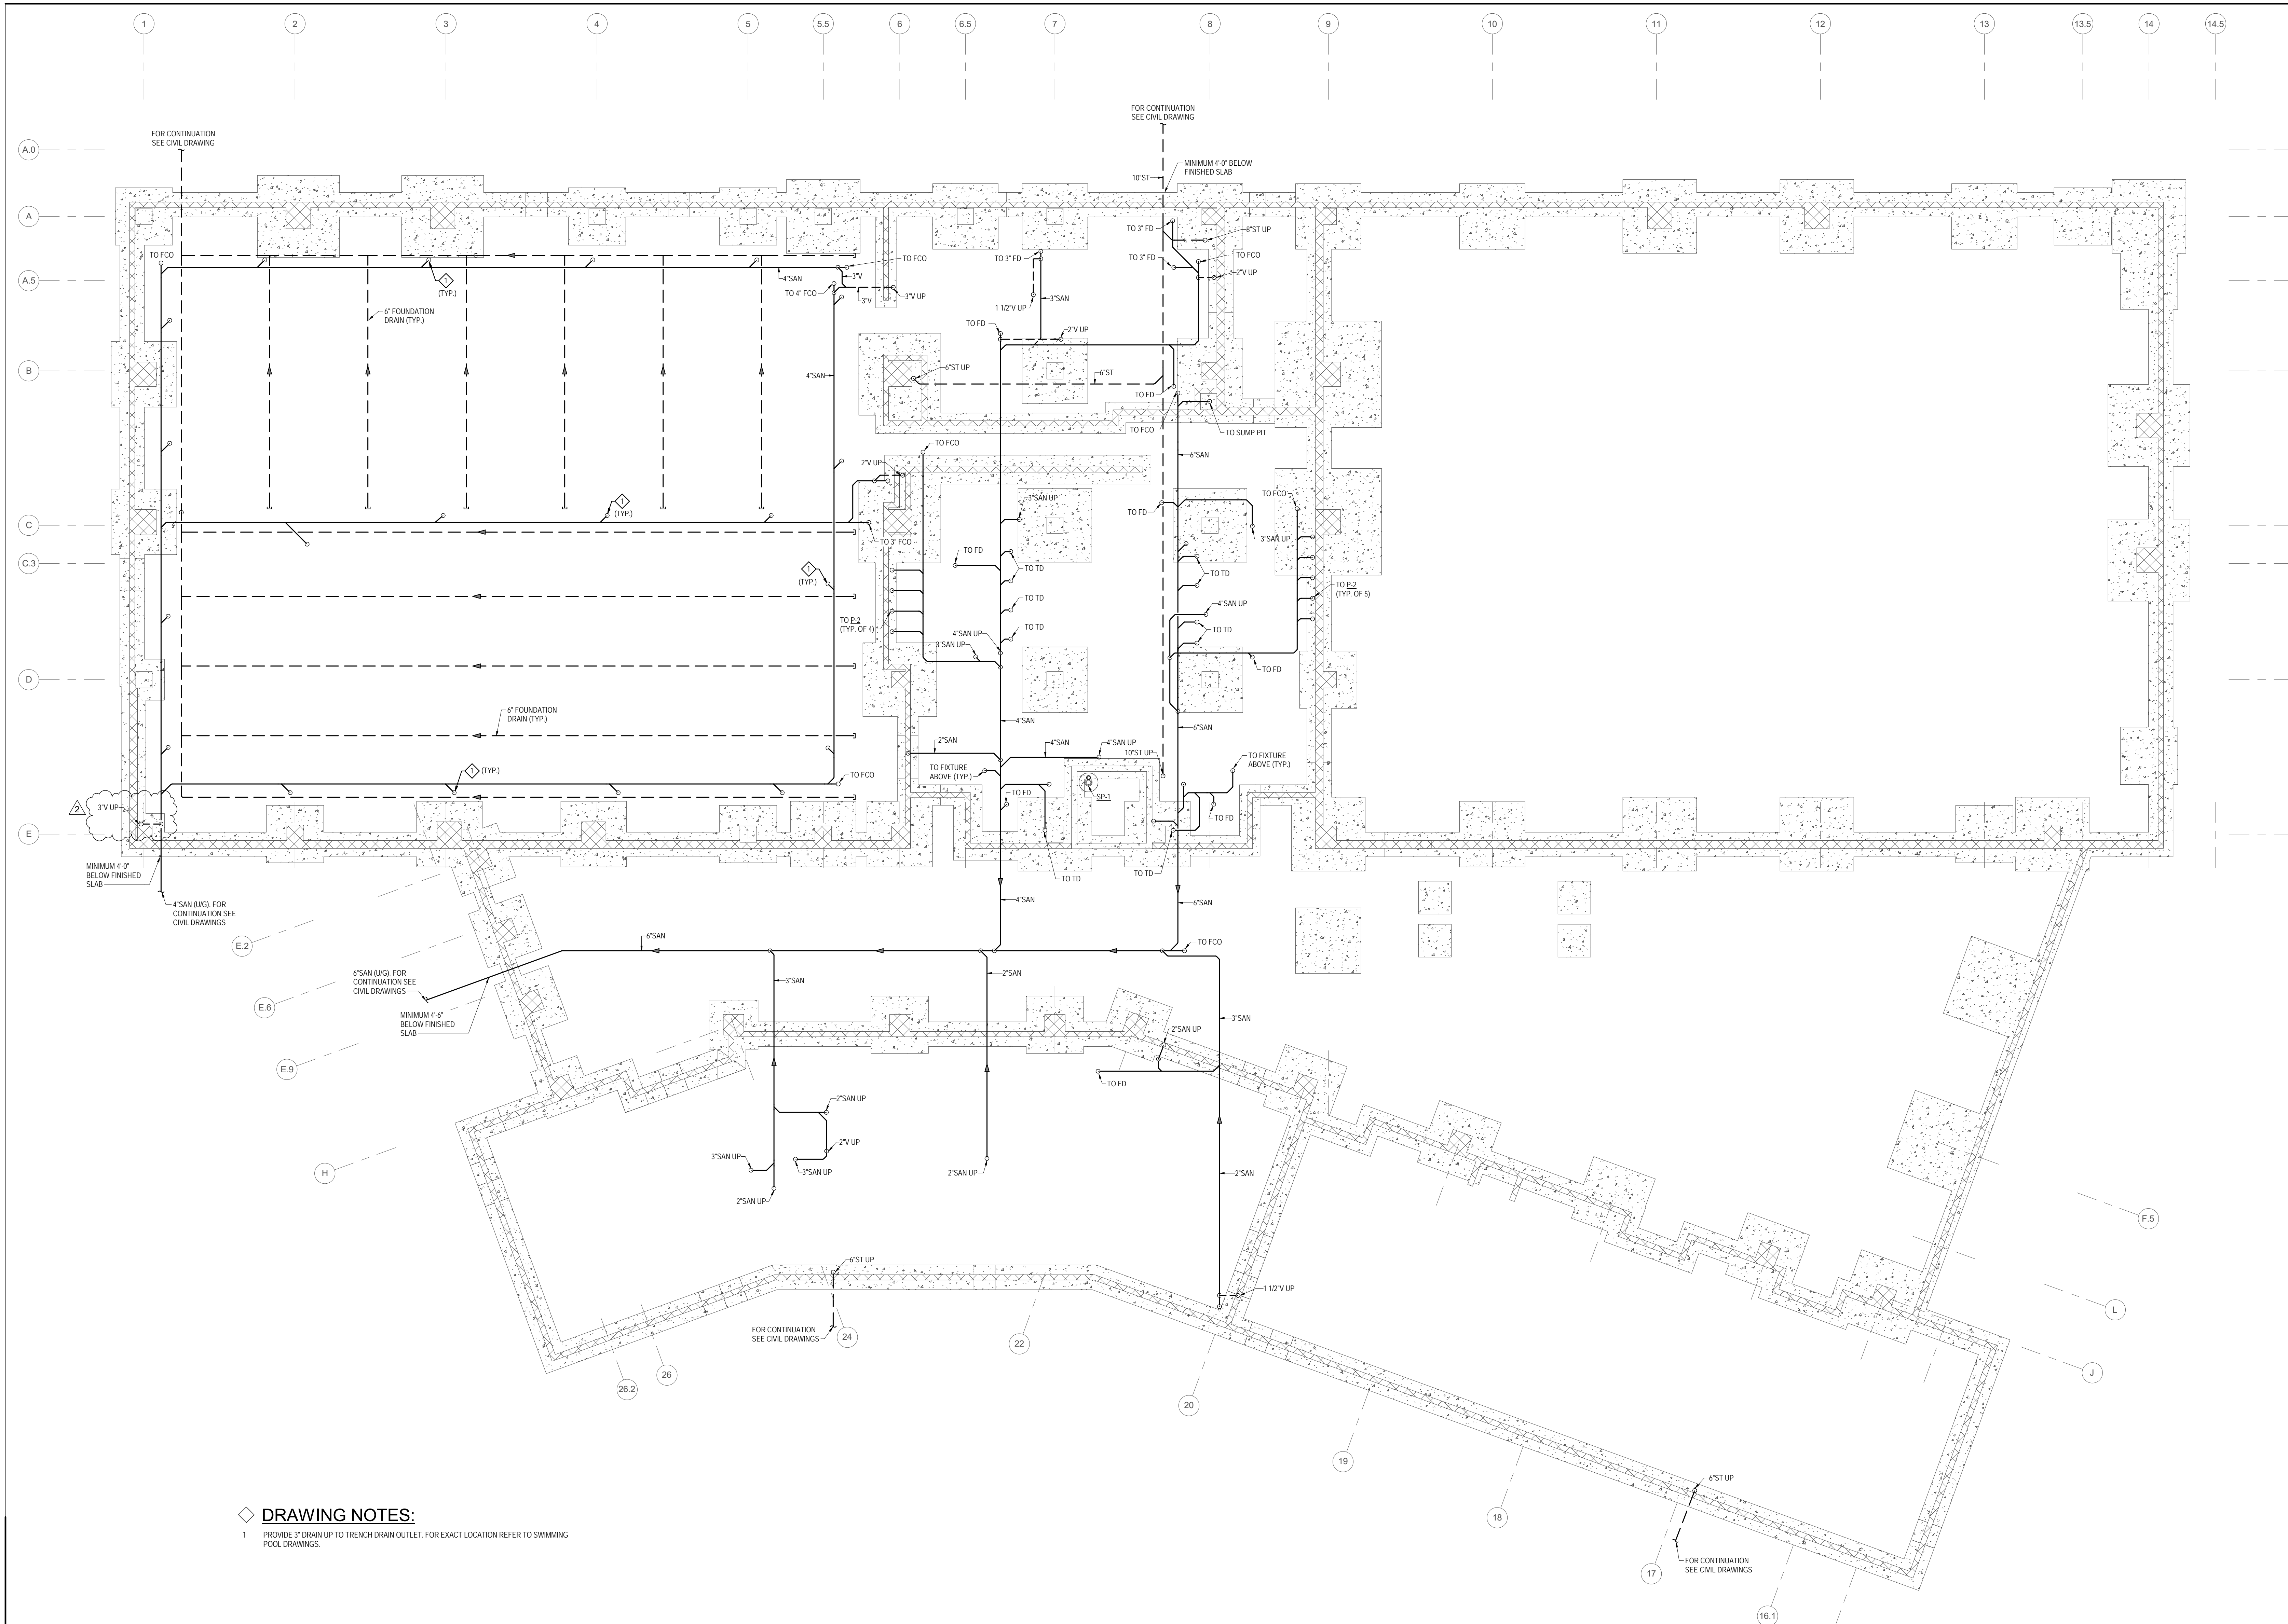 1 2 3 4 5 5.5 6 6.5 7 8 9 10 11 12 13 13.5 14 14.5
FOR CONTINUATION
SEE CIVIL DRAWING
FOR CONTINUATION
SEE CIVIL DRAWING
A.0
MINIMUM 4'-0" BELOW
FINISHED SLAB
10"ST
A
TO 3" FD
8"ST UP
TO FCO
TO FCO
TO 3" FD
TO 3" FD
TO FCO
2"V UP
A.5
1
(TYP.)
4"SAN
3"V
TO 4" FCO
3"V
3"V UP
3"SAN
1 1/2"V UP
6" FOUNDATION
DRAIN (TYP.)
TO FD
2"V UP
B
4"SAN
6"ST UP
6"ST
TO FD
TO FCO
TO SUMP PIT
TO FCO
2"V UP
6"SAN
1
(TYP.)
3"SAN UP
TO FD
TO FCO
C
TO 3" FCO
3"SAN UP
TO FD
C.3
1
(TYP.)
TO TD
TO TD
TO P-2
(TYP. OF 5)
TO TD
4"SAN UP
TO P-2
(TYP. OF 4)
TO TD
4"SAN UP
3"SAN UP
TO TD
TO FD
D
6" FOUNDATION
DRAIN (TYP.)
4"SAN
6"SAN
2"SAN
4"SAN
4"SAN UP
10"ST UP
TO FIXTURE
ABOVE (TYP.)
TO FIXTURE
ABOVE (TYP.)
1
(TYP.)
TO FCO
TO FD
SP-1
TO FD
2
3"V UP
E
MINIMUM 4'-0"
BELOW FINISHED
SLAB
TO TD
TO TD
4"SAN (U/G). FOR
CONTINUATION SEE
CIVIL DRAWINGS
4"SAN
6"SAN
E.2
6"SAN
TO FCO
6"SAN (U/G). FOR
CONTINUATION SEE
CIVIL DRAWINGS
3"SAN
2"SAN
E.6
MINIMUM 4'-6"
BELOW FINISHED
SLAB
3"SAN
2"SAN UP
E.9
TO FD
2"SAN UP
2"V UP
3"SAN UP
3"SAN UP
2"SAN UP
2"SAN UP
2"SAN
H
F.5
6"ST UP
1 1/2"V UP
L
FOR CONTINUATION
SEE CIVIL DRAWINGS
24
22
J
26
26.2
20
19
6"ST UP
18
DRAWING NOTES:
1 PROVIDE 3" DRAIN UP TO TRENCH DRAIN OUTLET. FOR EXACT LOCATION REFER TO SWIMMING
POOL DRAWINGS.
FOR CONTINUATION
SEE CIVIL DRAWINGS
17
16.1